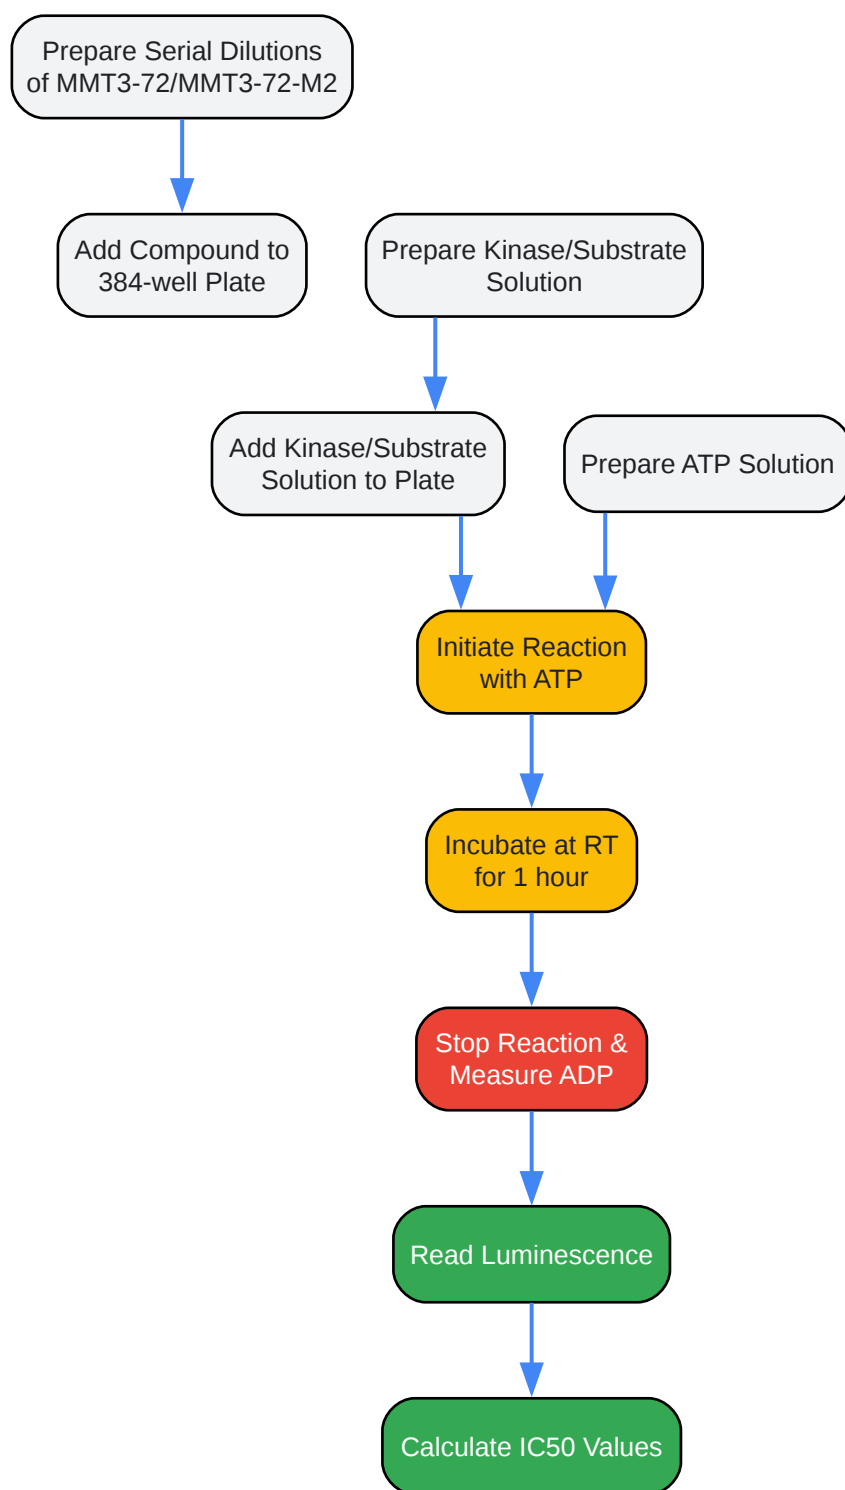 Prepare Serial Dilutions
of MMT3-72/MMT3-72-M2
Add Compound to
384-well Plate
Prepare Kinase/Substrate
Solution
Add Kinase/Substrate
Solution to Plate
Prepare ATP Solution
Initiate Reaction
with ATP
Incubate at RT
for 1 hour
Stop Reaction &
Measure ADP
Read Luminescence
Calculate IC50 Values